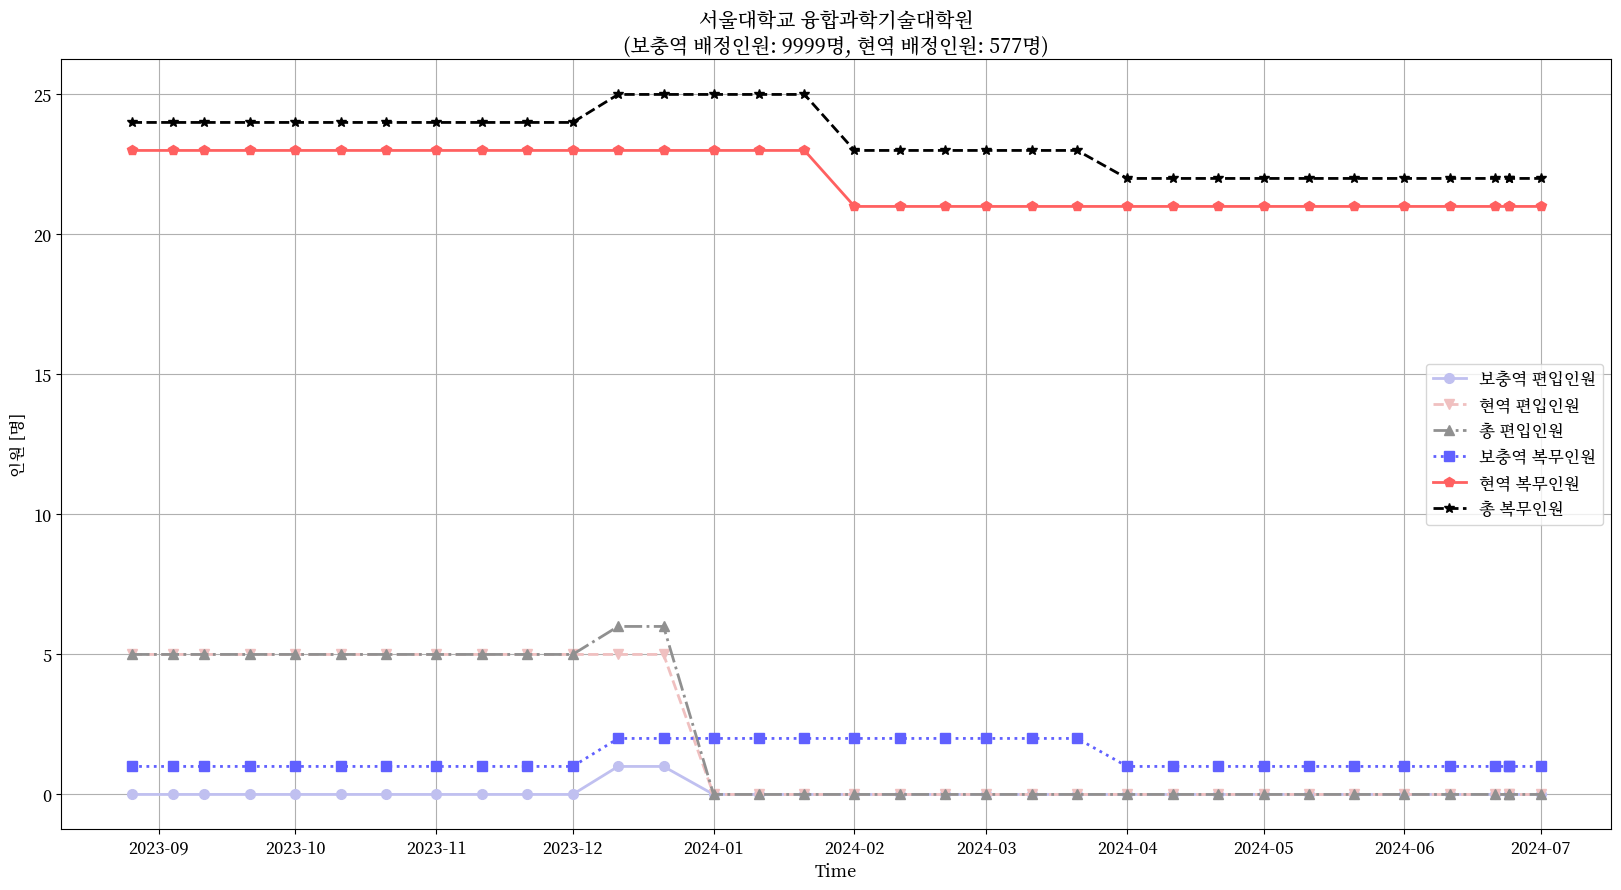 서울대학교 융합과학기술대학원
(보충역 배정인원: 9999명, 현역 배정인원: 577명)
인원 [명]
25
20
15
10
5
0
보충역 편입인원
현역 편입인원
총 편입인원
보충역 복무인원
현역 복무인원
총 복무인원
2023-09 2023-10 2023-11 2023-12 2024-01 2024-02 2024-03 2024-04 2024-05 2024-06 2024-07
Time